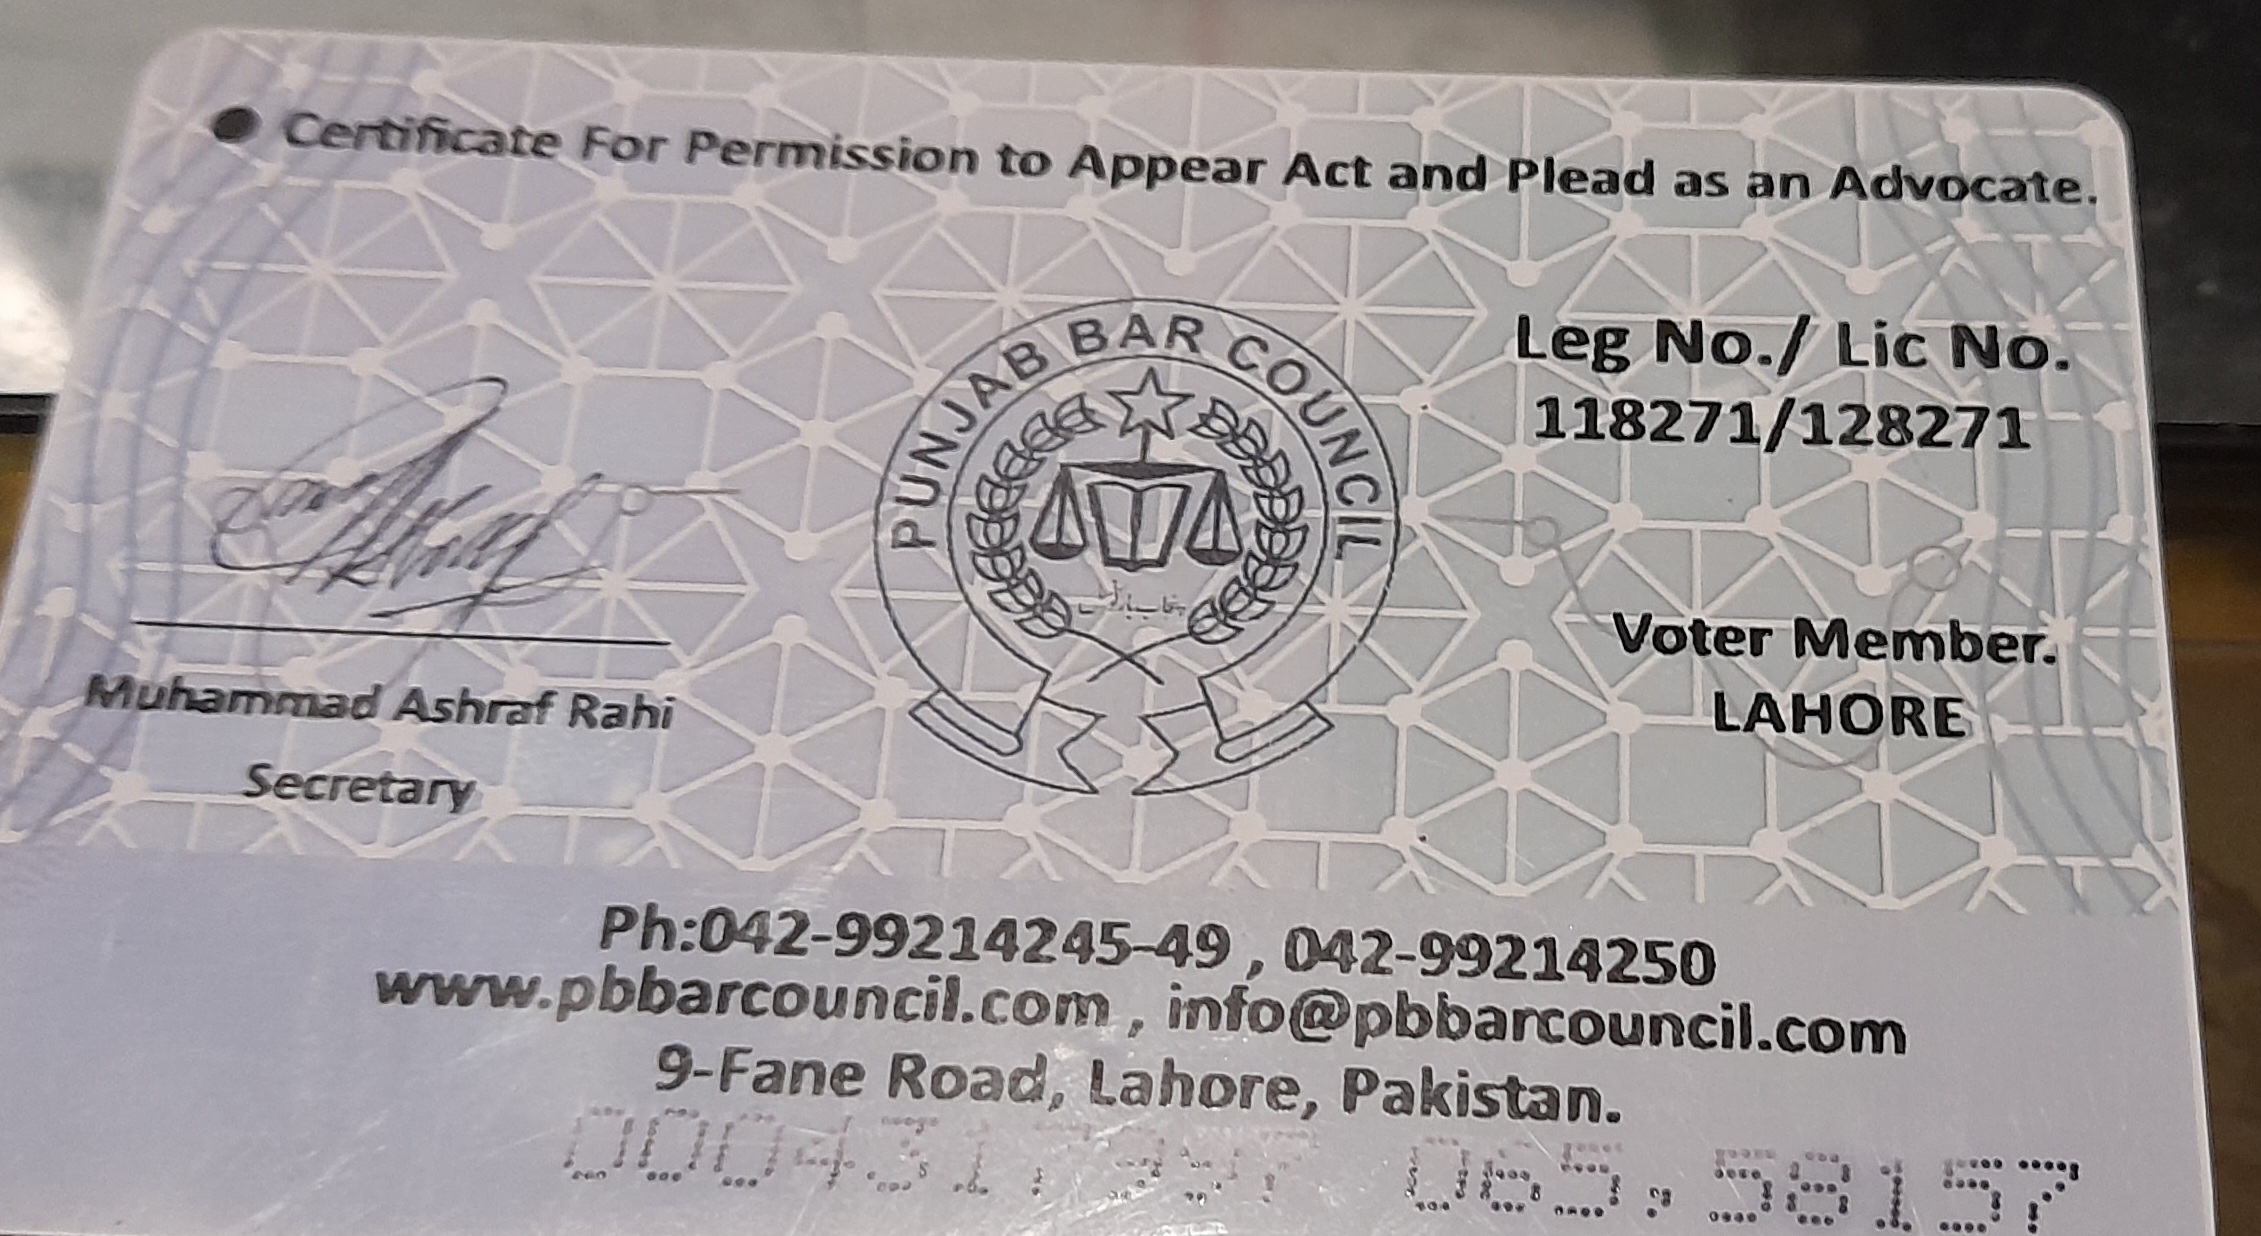 ● Certificate For Permission to Appear Act and Plead as an Advocate.
PUNJAB BAR COUNCIL
پنجاب بار کونسل
Leg No./ Lic No.
118271/128271
Voter Member.
LAHORE
Muhammad Ashraf Rahi
Secretary
Ph:042-99214245-49 , 042-99214250
www.pbbarcouncil.com , info@pbbarcouncil.com
9-Fane Road, Lahore, Pakistan.
065,38157